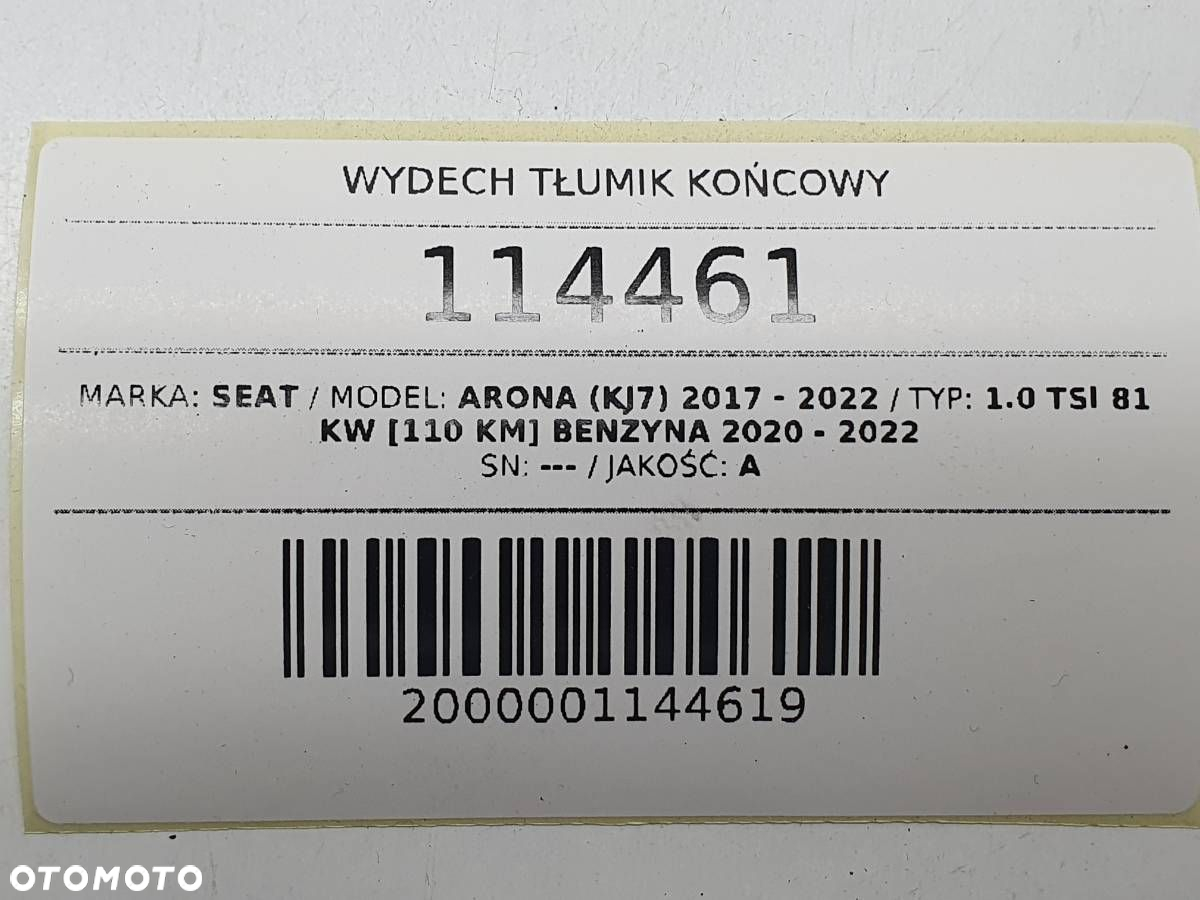 WYDECH TŁUMIK KOŃCOWY
114461
MARKA: SEAT / MODEL: ARONA (KJ7) 2017 - 2022 / TYP: 1.0 TSI 81
KW [110 KM] BENZYNA 2020 - 2022
SN: --- / JAKOŚĆ: A
2000001144619
OTOMOTO